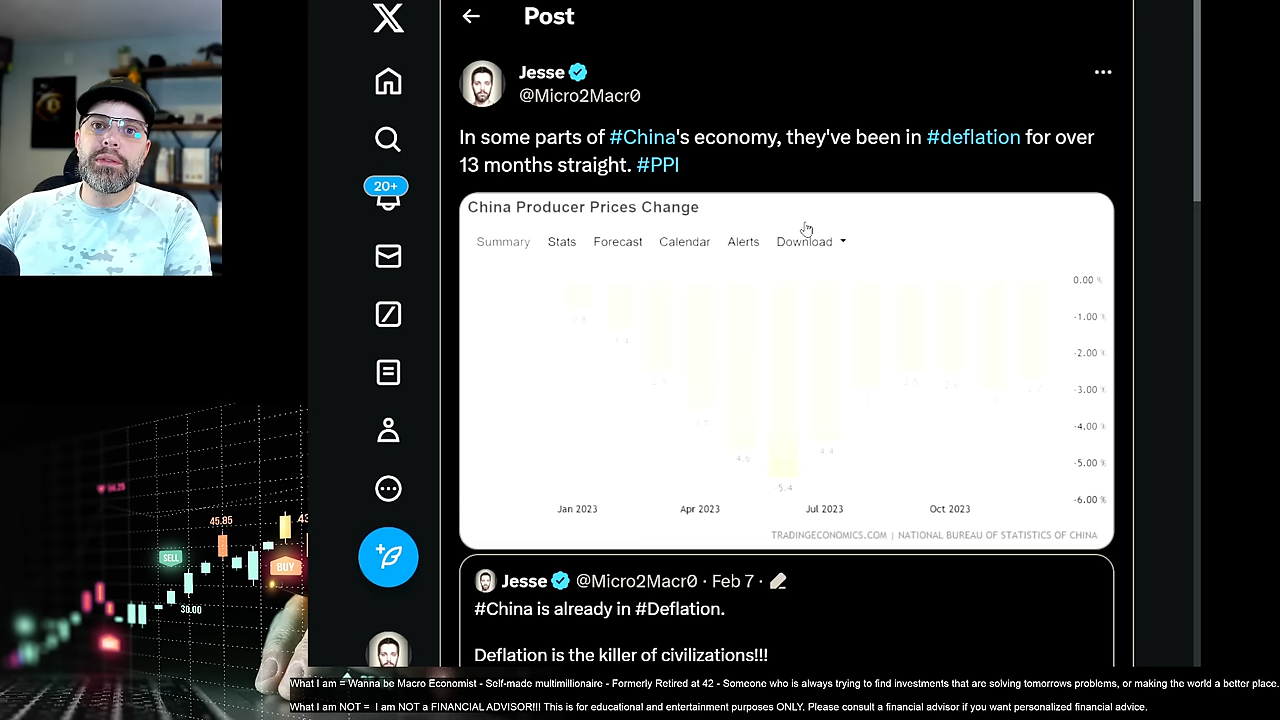 Post
Jesse
@Micro2Macr0
In some parts of #China's economy, they've been in #deflation for over
13 months straight. #PPI
20+
China Producer Prices Change
Summary Stats Forecast Calendar Alerts Download
0.00 %
-1.00 %
-2.00 %
-3.00 %
-4.00 %
-5.00 %
-6.00 %
4.6
4.4
-5.4
Jan 2023 Apr 2023 Jul 2023 Oct 2023
TRADINGECONOMICS.COM | NATIONAL BUREAU OF STATISTICS OF CHINA
Jesse @Micro2Macr0 · Feb 7 ·
#China is already in #Deflation.
Deflation is the killer of civilizations!!!
45.85
SELL
BUY
30.00
What I am = Wanna be Macro Economist - Self-made multimillionaire - Formerly Retired at 42 - Someone who is always trying to find investments that are solving tomorrows problems, or making the world a better place.
What I am NOT = I am NOT a FINANCIAL ADVISOR!!! This is for educational and entertainment purposes ONLY. Please consult a financial advisor if you want personalized financial advice.